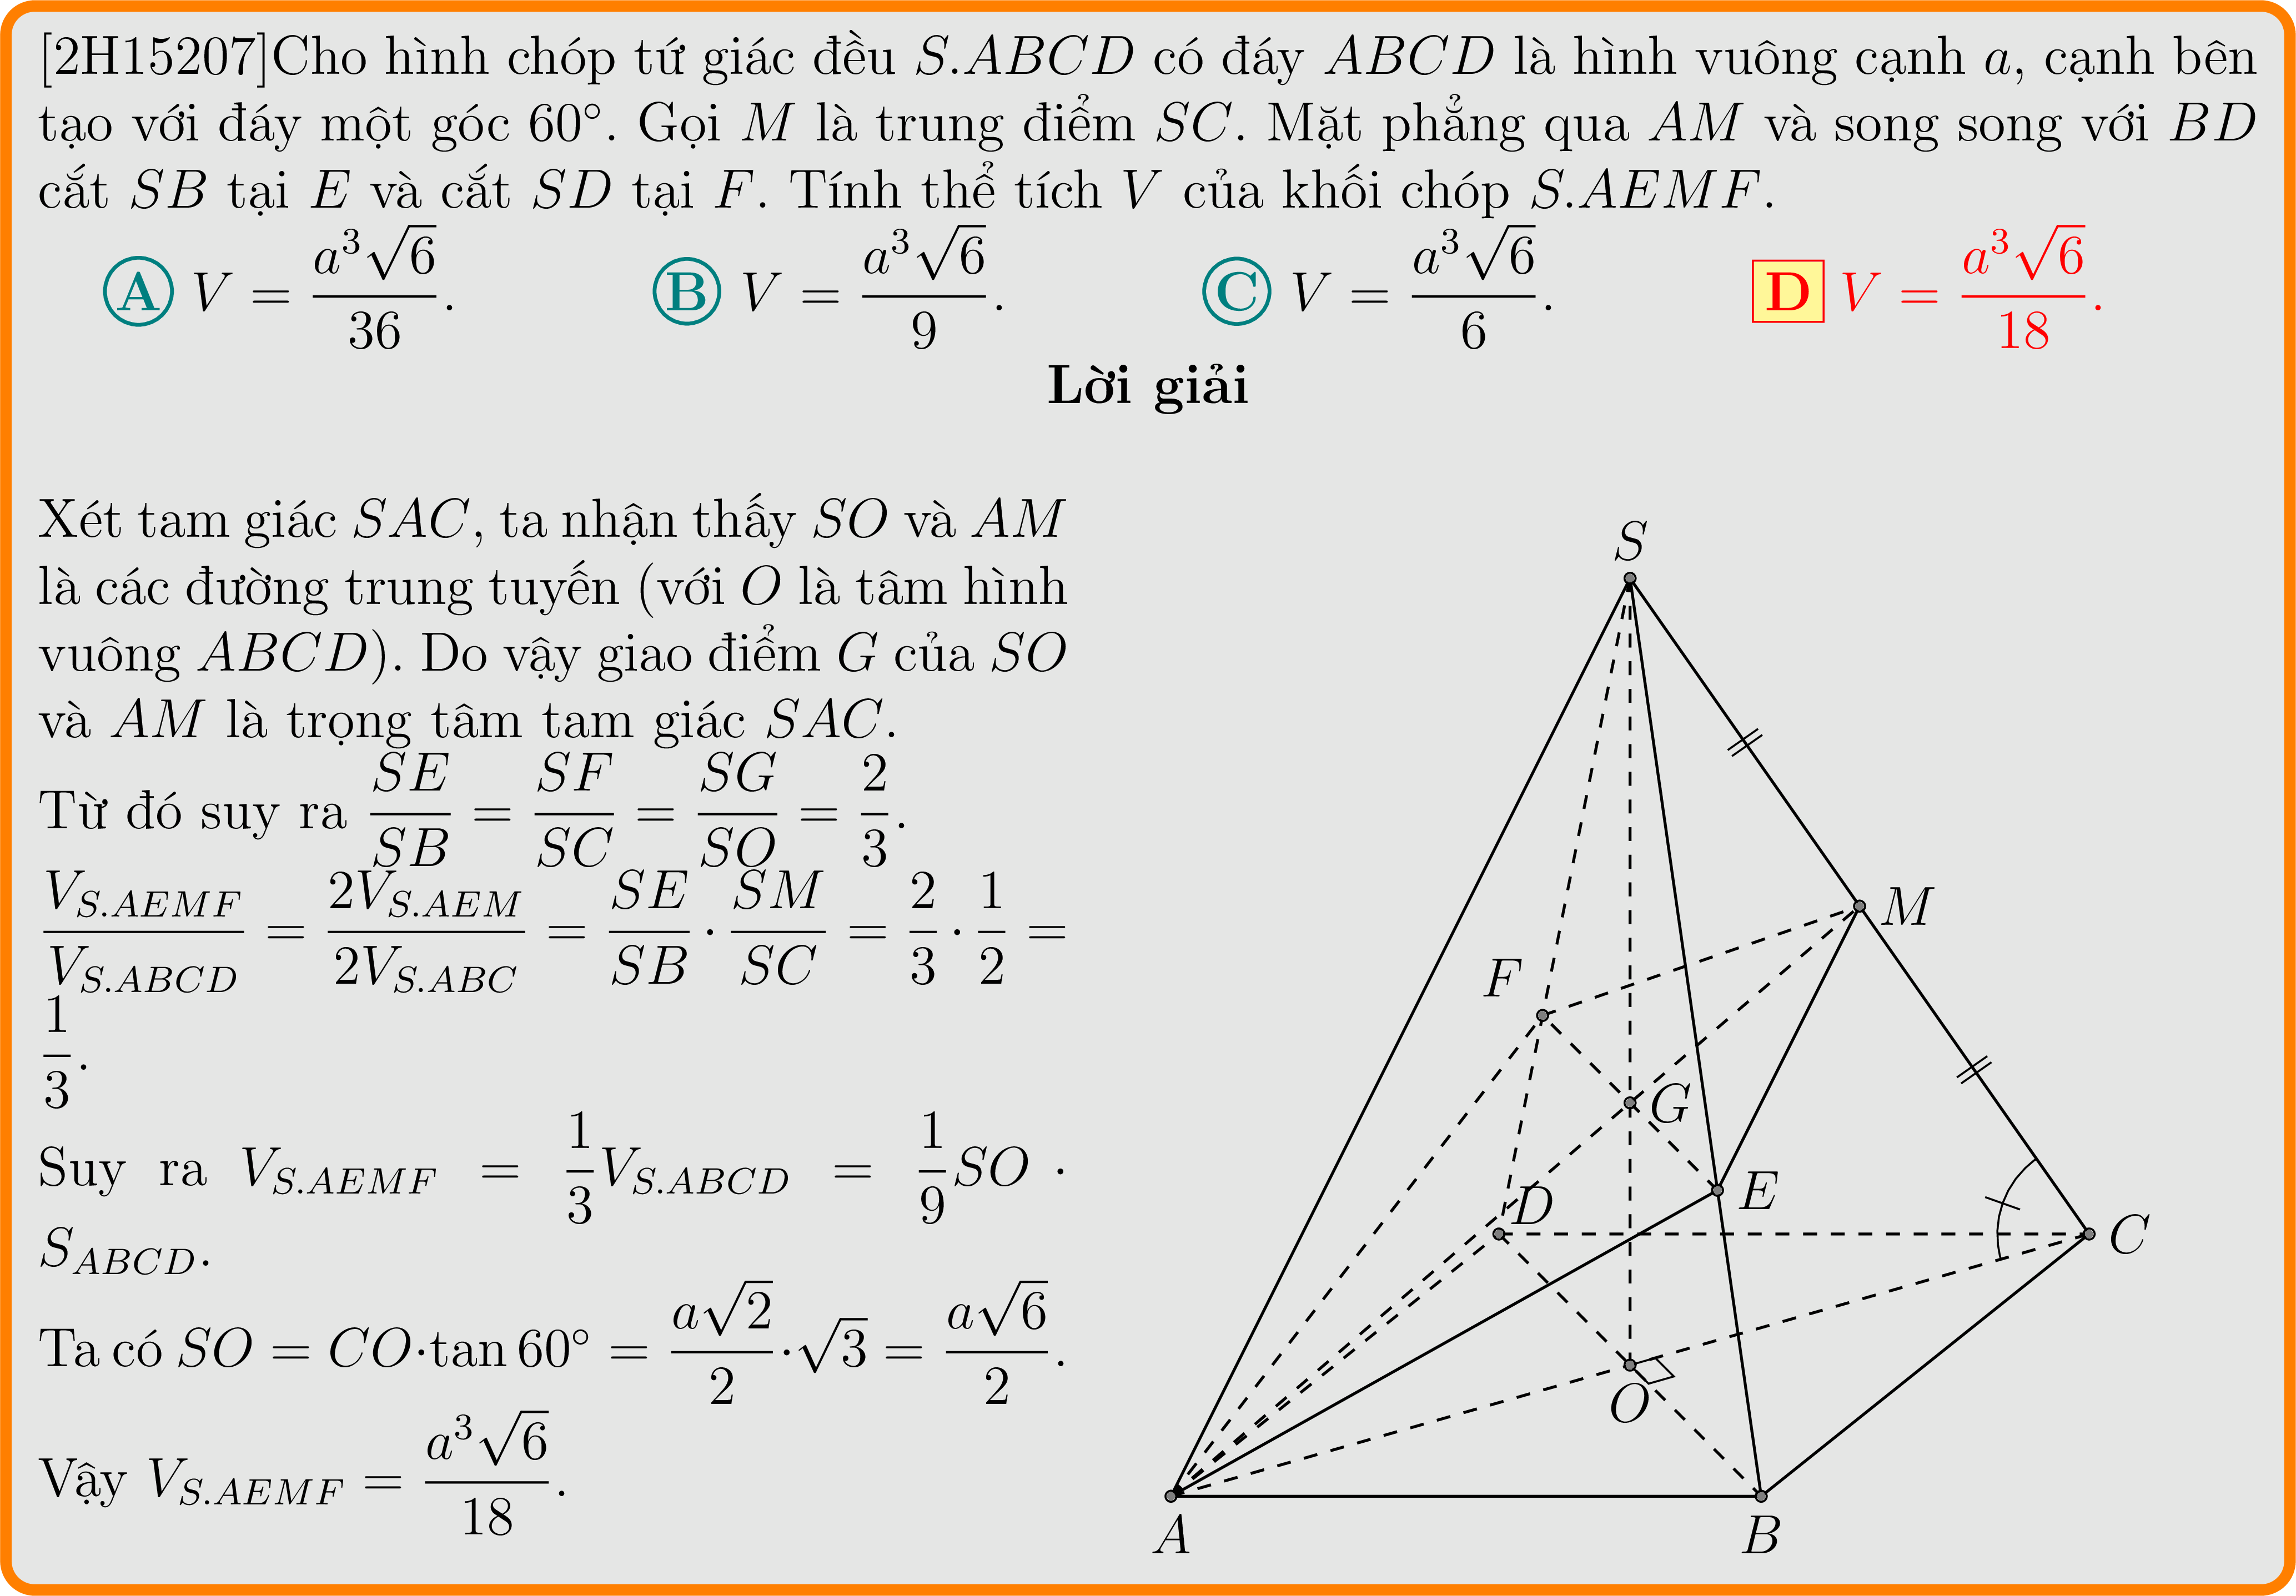 [2H15207]Cho hình chóp tứ giác đều S.ABCD có đáy ABCD là hình vuông cạnh a, cạnh bên
tạo với đáy một góc 60°. Gọi M là trung điểm SC. Mặt phẳng qua AM và song song với BD
cắt SB tại E và cắt SD tại F. Tính thể tích V của khối chóp S.AEMF.
A V = \frac{a^3\sqrt{6}}{36}. B V = \frac{a^3\sqrt{6}}{9}. C V = \frac{a^3\sqrt{6}}{6}. D V = \frac{a^3\sqrt{6}}{18}.
Lời giải
Xét tam giác SAC, ta nhận thấy SO và AM
là các đường trung tuyến (với O là tâm hình
vuông ABCD). Do vậy giao điểm G của SO
và AM là trọng tâm tam giác SAC.
Từ đó suy ra \frac{SE}{SB} = \frac{SF}{SC} = \frac{SG}{SO} = \frac{2}{3}.
\frac{V_{S.AEMF}}{V_{S.ABCD}} = \frac{2V_{S.AEM}}{2V_{S.ABC}} = \frac{SE}{SB} · \frac{SM}{SC} = \frac{2}{3} · \frac{1}{2} =
\frac{1}{3}.
Suy ra V_{S.AEMF} = \frac{1}{3}V_{S.ABCD} = \frac{1}{9}SO ·
S_{ABCD}.
Ta có SO = CO·tan 60° = \frac{a\sqrt{2}}{2}·\sqrt{3} = \frac{a\sqrt{6}}{2}.
Vậy V_{S.AEMF} = \frac{a^3\sqrt{6}}{18}.
S
M
F
G
E
D
C
O
A
B